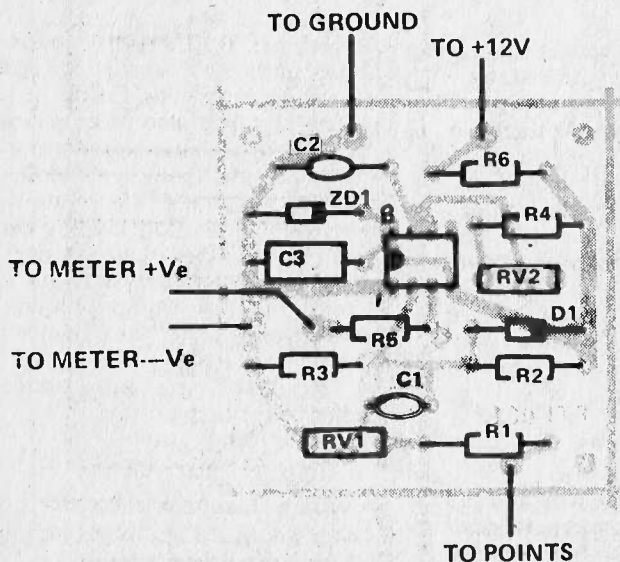 TO GROUND
TO +12V
C2
R6
ZD1
8
R4
C3
TO METER +Ve
RV2
D1
R5
TO METER---Ve
R3
R2
C1
RV1
R1
TO POINTS